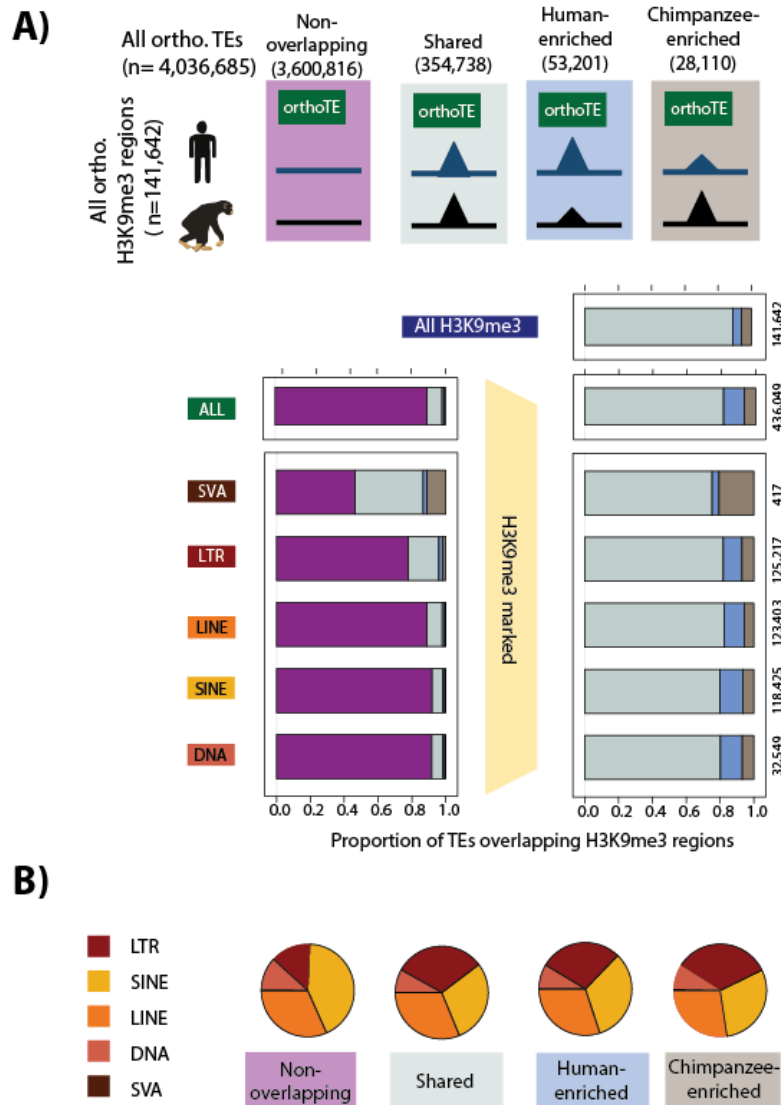 A)
All ortho. TEs
(n= 4,036,685)
Non-
overlapping
(3,600,816)
Shared
(354,738)
Human-
enriched
(53,201)
Chimpanzee-
enriched
(28,110)
All ortho.
H3K9me3 regions
( n=141,642)
orthoTE
orthoTE
orthoTE
orthoTE
All H3K9me3
141,642
ALL
436,049
SVA
417
LTR
125,217
LINE
123,403
SINE
118,425
DNA
32,549
H3K9me3 marked
0.0 0.2 0.4 0.6 0.8 1.0
0.0 0.2 0.4 0.6 0.8 1.0
Proportion of TEs overlapping H3K9me3 regions
B)
LTR
SINE
LINE
DNA
SVA
Non-
overlapping
Shared
Human-
enriched
Chimpanzee-
enriched